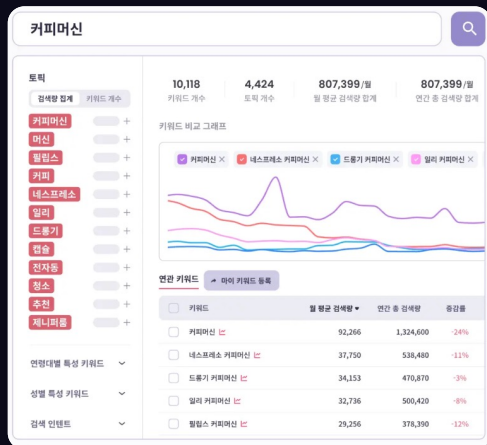 커피머신
토픽
검색량 집계 키워드 개수
커피머신 +
머신 +
필립스 +
커피 +
네스프레소 +
일리 +
드롱기 +
캡슐 +
전자동 +
청소 +
추천 +
제니퍼룸 +
연령대별 특성 키워드
성별 특성 키워드
검색 인텐트
10,118 4,424 807,399/월 807,399/월
키워드 개수 토픽 개수 월 평균 검색량 합계 연간 총 검색량 합계
키워드 비교 그래프
커피머신 × 네스프레소 커피머신 × 드롱기 커피머신 × 일리 커피머신 ×
연관 키워드 마이 키워드 등록
키워드 월 평균 검색량 ▾ 연간 총 검색량 증감률
커피머신 92,266 1,324,600 -24%
네스프레소 커피머신 37,750 538,480 -11%
드롱기 커피머신 34,153 470,870 -3%
일리 커피머신 32,736 500,420 -8%
필립스 커피머신 29,256 378,390 -12%